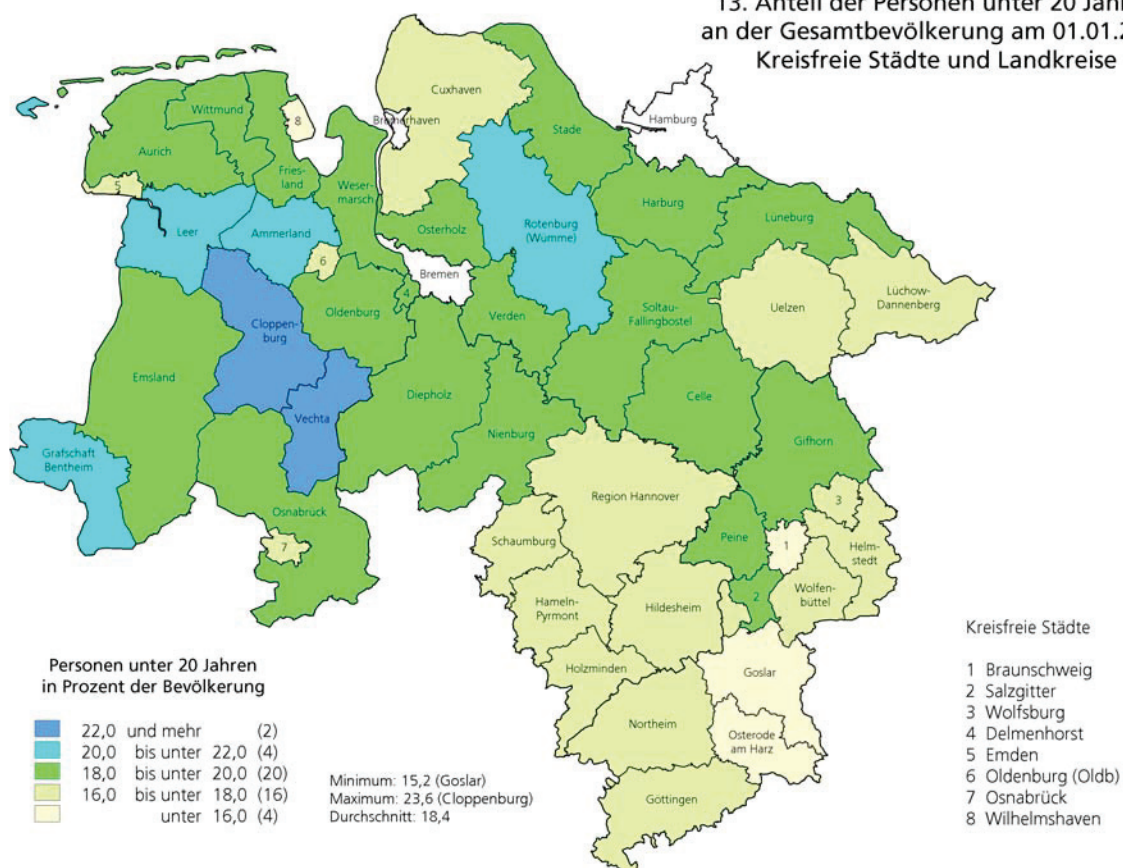 13. Anteil der Personen unter 20 Jahr
an der Gesamtbevölkerung am 01.01.2
Kreisfreie Städte und Landkreise
Cuxhaven
Wittmund
8
Bremerhaven
Hamburg
Stade
Aurich
Fries-
land
5
Weser-
marsch
Harburg
Lüneburg
Leer
Ammerland
Osterholz
Rotenburg
(Wümme)
6
Bremen
4
Lüchow-
Dannenberg
Uelzen
Soltau-
Fallingbostel
Oldenburg
Verden
Cloppen-
burg
Emsland
Diepholz
Celle
Vechta
Nienburg
Gifhorn
Grafschaft
Bentheim
Region Hannover
3
Osnabrück
Schaumburg
Peine
1
Helm-
stedt
7
Wolfen-
büttel
2
Hameln-
Pyrmont
Hildesheim
Holzminden
Goslar
Northeim
Osterode
am Harz
Göttingen
Personen unter 20 Jahren
in Prozent der Bevölkerung
22,0 und mehr (2)
20,0 bis unter 22,0 (4)
18,0 bis unter 20,0 (20)
16,0 bis unter 18,0 (16)
unter 16,0 (4)
Minimum: 15,2 (Goslar)
Maximum: 23,6 (Cloppenburg)
Durchschnitt: 18,4
Kreisfreie Städte
1 Braunschweig
2 Salzgitter
3 Wolfsburg
4 Delmenhorst
5 Emden
6 Oldenburg (Oldb)
7 Osnabrück
8 Wilhelmshaven